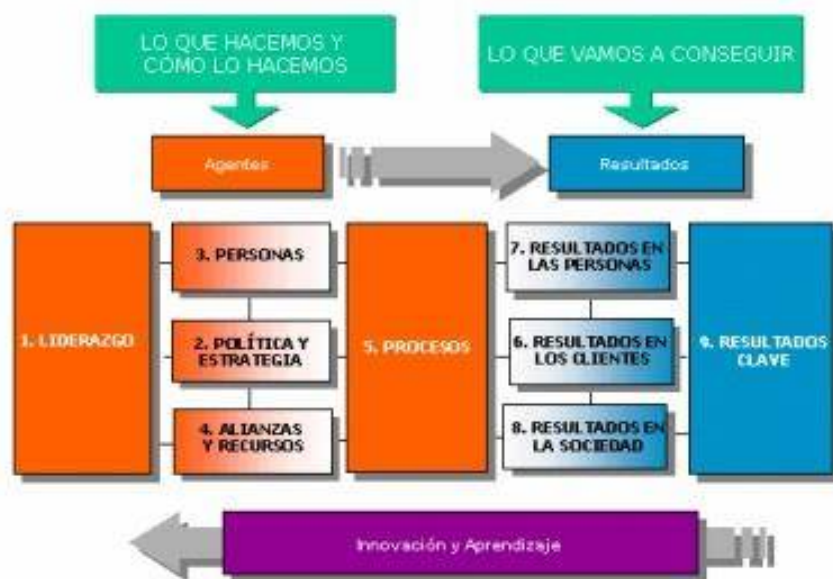 LO QUE HACEMOS Y
CÓMO LO HACEMOS
LO QUE VAMOS A CONSEGUIR
Agentes
Resultados
1. LIDERAZGO
3. PERSONAS
2. POLÍTICA Y
ESTRATEGIA
4. ALIANZAS
Y RECURSOS
5. PROCESOS
7. RESULTADOS EN
LAS PERSONAS
6. RESULTADOS EN
LOS CLIENTES
8. RESULTADOS EN
LA SOCIEDAD
9. RESULTADOS
CLAVE
Innovación y Aprendizaje